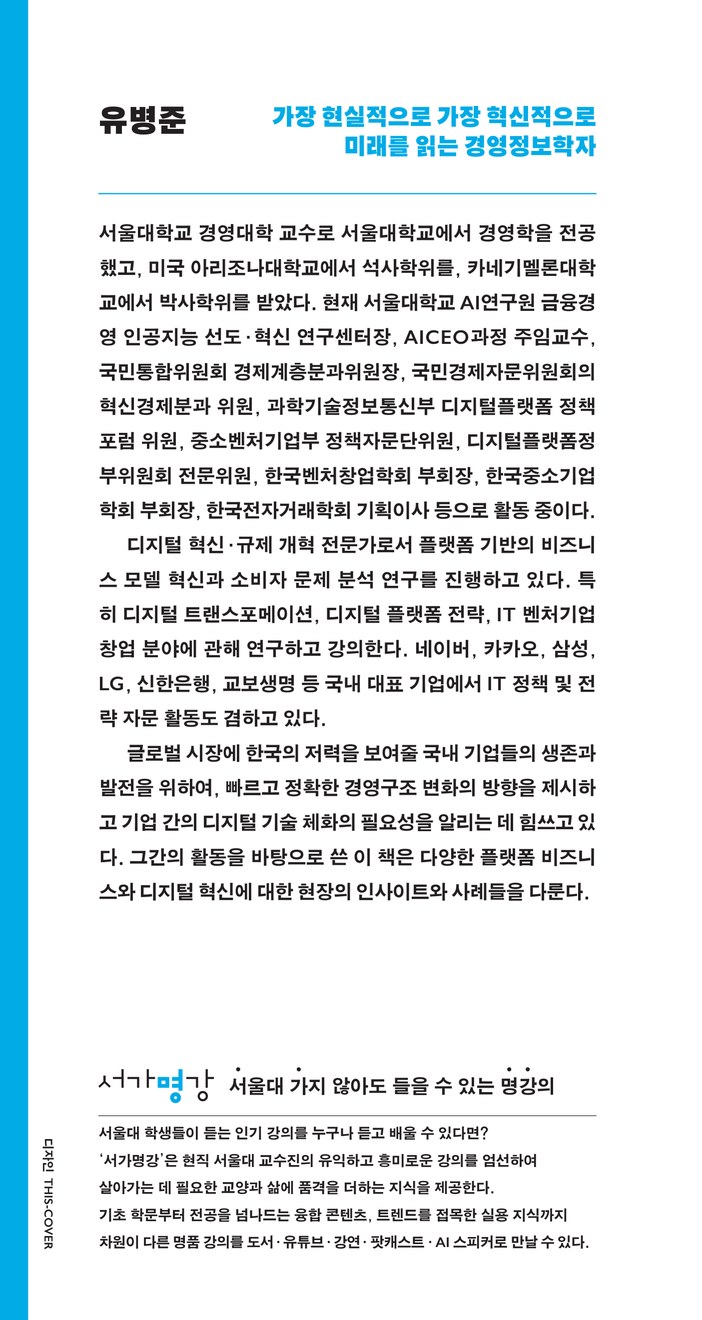 유병준
가장 현실적으로 가장 혁신적으로
미래를 읽는 경영정보학자
서울대학교 경영대학 교수로 서울대학교에서 경영학을 전공
했고, 미국 아리조나대학교에서 석사학위를, 카네기멜론대학
교에서 박사학위를 받았다. 현재 서울대학교 AI연구원 금융경
영 인공지능 선도·혁신 연구센터장, AICEO과정 주임교수,
국민통합위원회 경제계층분과위원장, 국민경제자문위원회의
혁신경제분과 위원, 과학기술정보통신부 디지털플랫폼 정책
포럼 위원, 중소벤처기업부 정책자문단위원, 디지털플랫폼정
부위원회 전문위원, 한국벤처창업학회 부회장, 한국중소기업
학회 부회장, 한국전자거래학회 기획이사 등으로 활동 중이다.
디지털 혁신·규제 개혁 전문가로서 플랫폼 기반의 비즈니
스 모델 혁신과 소비자 문제 분석 연구를 진행하고 있다. 특
히 디지털 트랜스포메이션, 디지털 플랫폼 전략, IT 벤처기업
창업 분야에 관해 연구하고 강의한다. 네이버, 카카오, 삼성,
LG, 신한은행, 교보생명 등 국내 대표 기업에서 IT 정책 및 전
략 자문 활동도 겸하고 있다.
글로벌 시장에 한국의 저력을 보여줄 국내 기업들의 생존과
발전을 위하여, 빠르고 정확한 경영구조 변화의 방향을 제시하
고 기업 간의 디지털 기술 체화의 필요성을 알리는 데 힘쓰고 있
다. 그간의 활동을 바탕으로 쓴 이 책은 다양한 플랫폼 비즈니
스와 디지털 혁신에 대한 현장의 인사이트와 사례들을 다룬다.
서가명강 서울대 가지 않아도 들을 수 있는 명강의
서울대 학생들이 듣는 인기 강의를 누구나 듣고 배울 수 있다면?
'서가명강'은 현직 서울대 교수진의 유익하고 흥미로운 강의를 엄선하여
살아가는 데 필요한 교양과 삶에 품격을 더하는 지식을 제공한다.
기초 학문부터 전공을 넘나드는 융합 콘텐츠, 트렌드를 접목한 실용 지식까지
차원이 다른 명품 강의를 도서·유튜브·강연·팟캐스트·AI 스피커로 만날 수 있다.
디자인 THIS-COVER